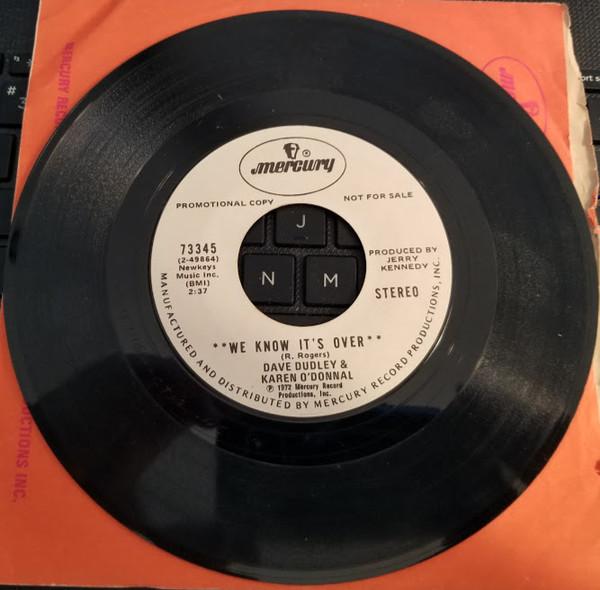 mercury
®
PROMOTIONAL COPY
NOT FOR SALE
73345
(2-49864)
Newkeys
Music Inc.
(BMI)
2:37
PRODUCED BY
JERRY
KENNEDY
STEREO
**WE KNOW IT'S OVER**
(R. Rogers)
DAVE DUDLEY &
KAREN O'DONNAL
℗ 1972 Mercury Record
Productions, Inc.
MANUFACTURED AND DISTRIBUTED BY MERCURY RECORD PRODUCTIONS, INC.
J
N M
MERCURY REC
UCTIONS INC.
#
ort s